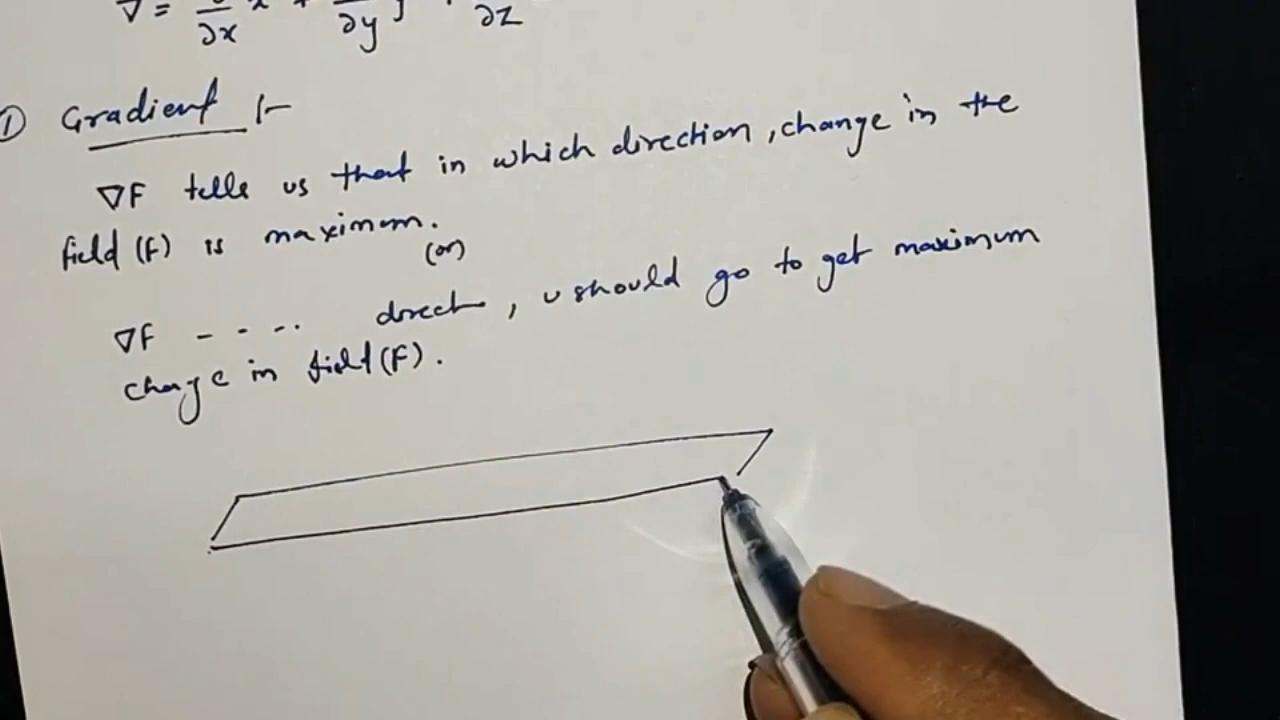 ∇ = ∂/∂x ∂/∂y j ∂/∂z
① Gradient :-
∇F tells us that in which direction, change in the
field (F) is maximum.
(or)
∇F - - - .. direct , u should go to get maximum
change in field (F).